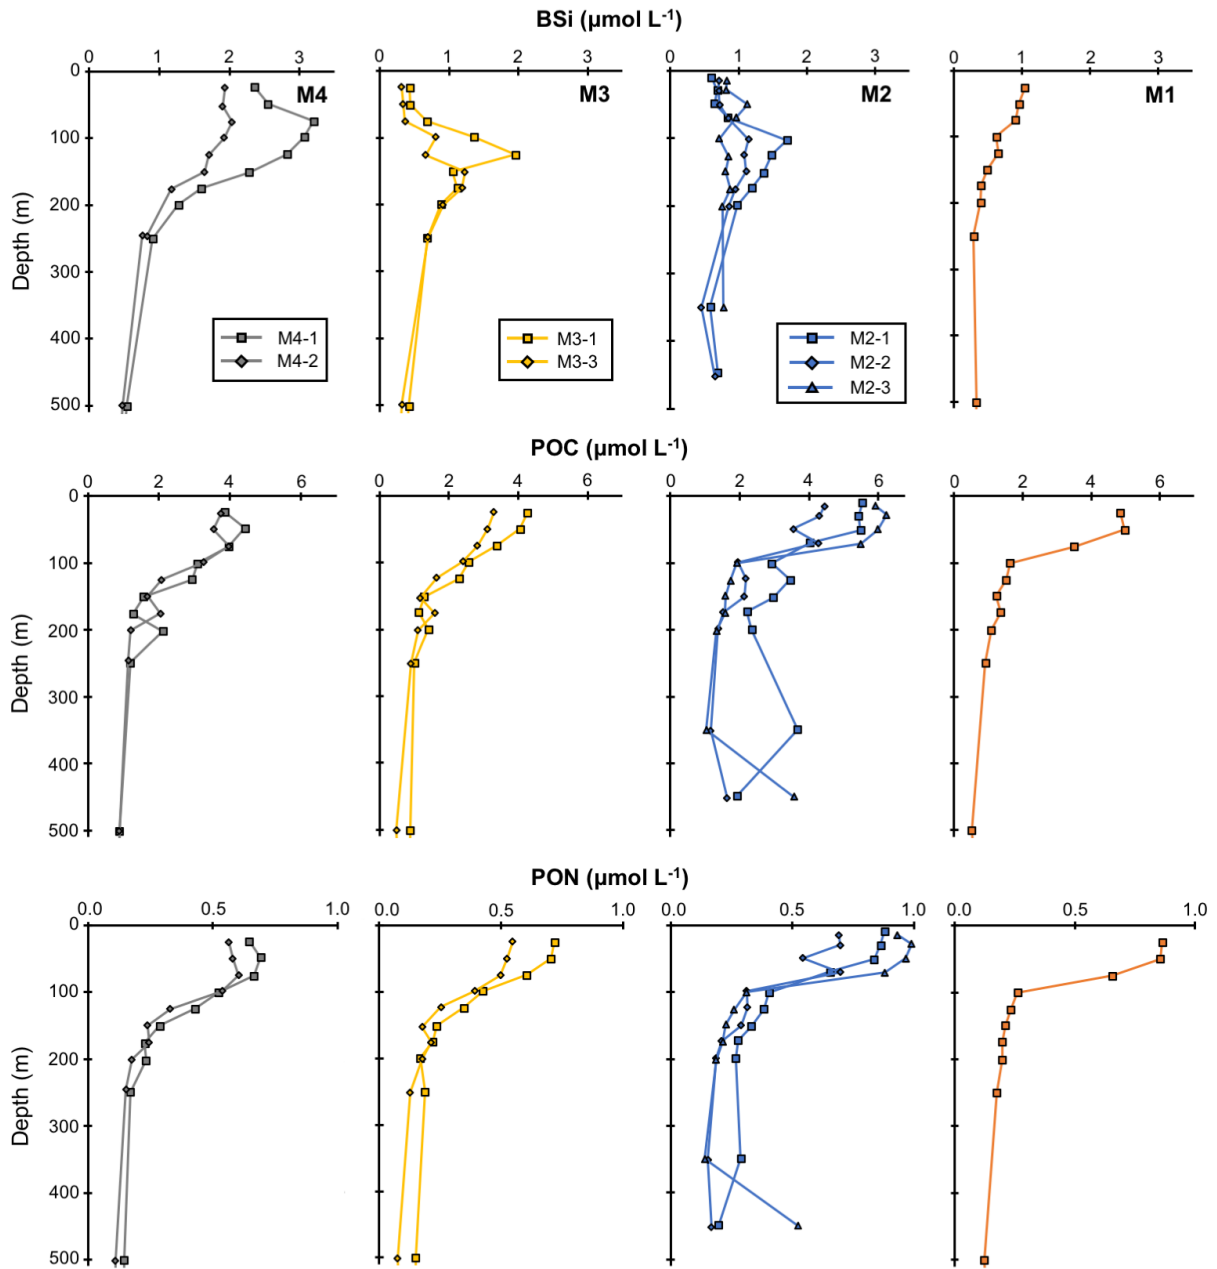 BSi (µmol L-1)
0 1 2 3 0 1 2 3 0 1 2 3 0 1 2 3
M4 M3 M2 M1
0
100
200
300
400
500
Depth (m)
M4-1
M4-2
M3-1
M3-3
M2-1
M2-2
M2-3
POC (µmol L-1)
0 2 4 6 0 2 4 6 0 2 4 6 0 2 4 6
0
100
200
300
400
500
Depth (m)
PON (µmol L-1)
0.0 0.5 1.0 0.0 0.5 1.0 0.0 0.5 1.0 0.0 0.5 1.0
0
100
200
300
400
500
Depth (m)